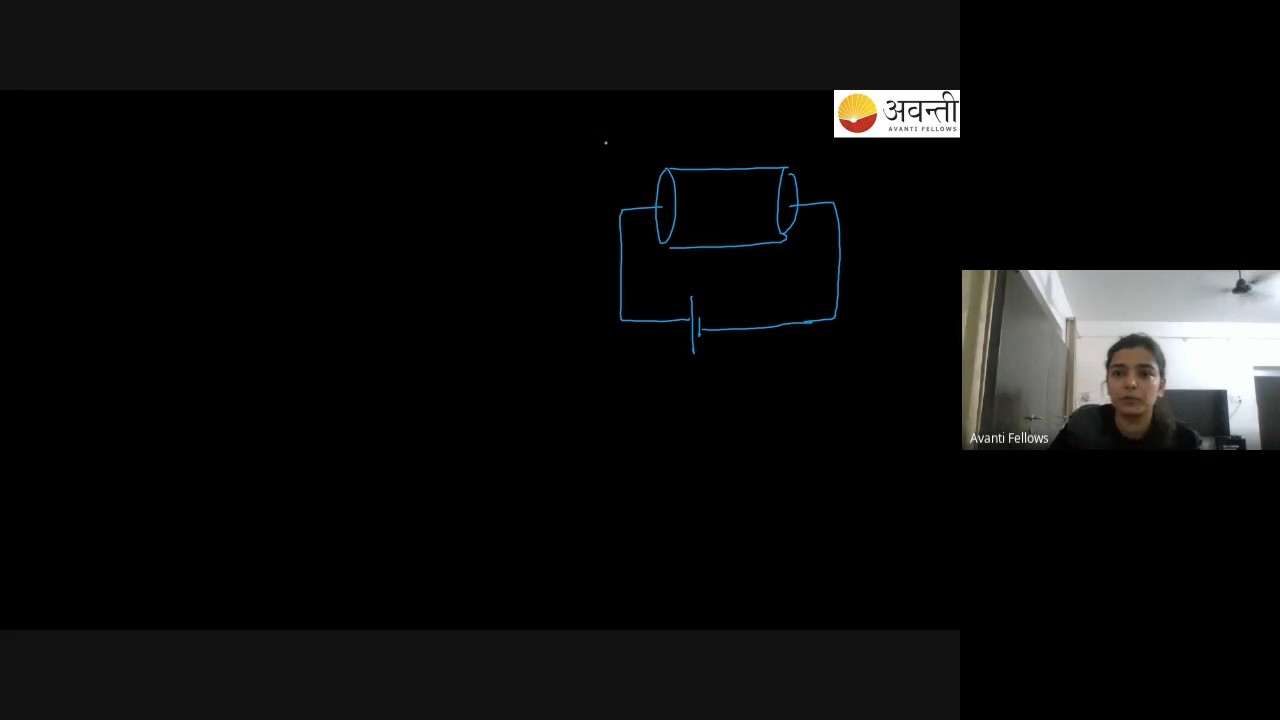 अवन्ती
AVANTI FELLOWS
Avanti Fellows